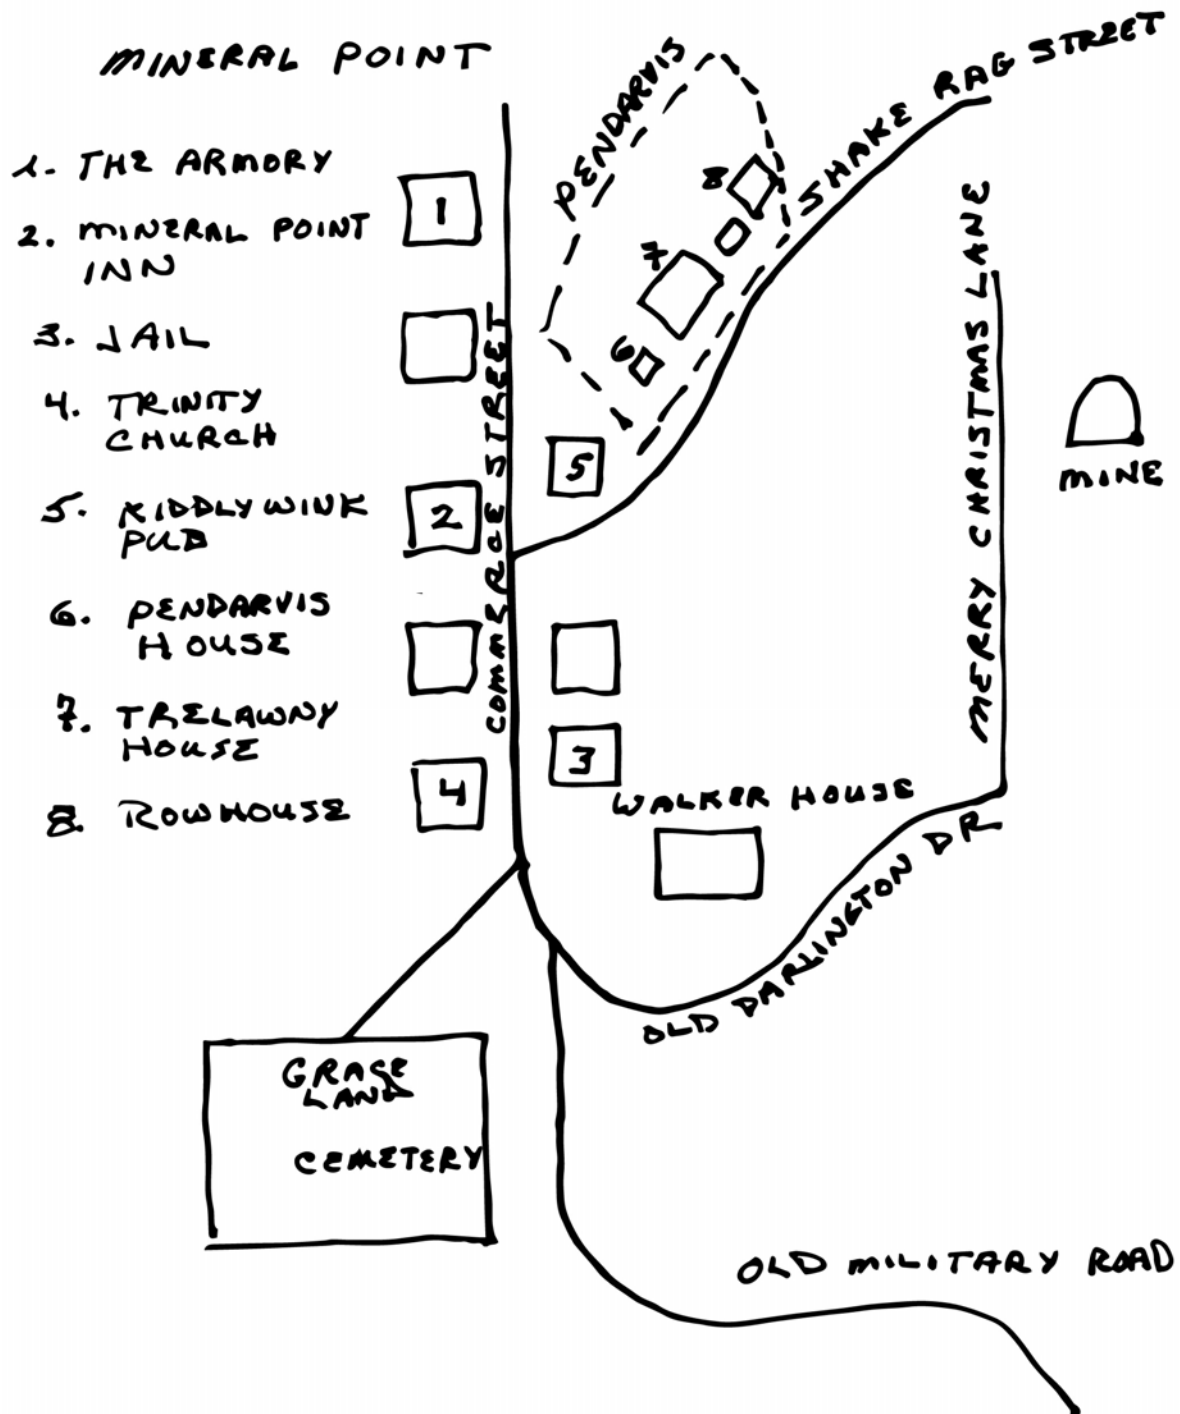 MINERAL POINT
1. THE ARMORY
2. MINERAL POINT
INN
3. JAIL
4. TRINITY
CHURCH
5. KIDDLYWINK
PUB
6. PENDARVIS
HOUSE
7. TRELAWNY
HOUSE
8. ROWHOUSE
1
2
4
COMMERCE STREET
PENDARVIS
8
7
6
5
3
SHAKE RAG STREET
MERRY CHRISTMAS LANE
MINE
WALKER HOUSE
OLD DARLINGTON DR
GRACE
LAND
CEMETERY
OLD MILITARY ROAD